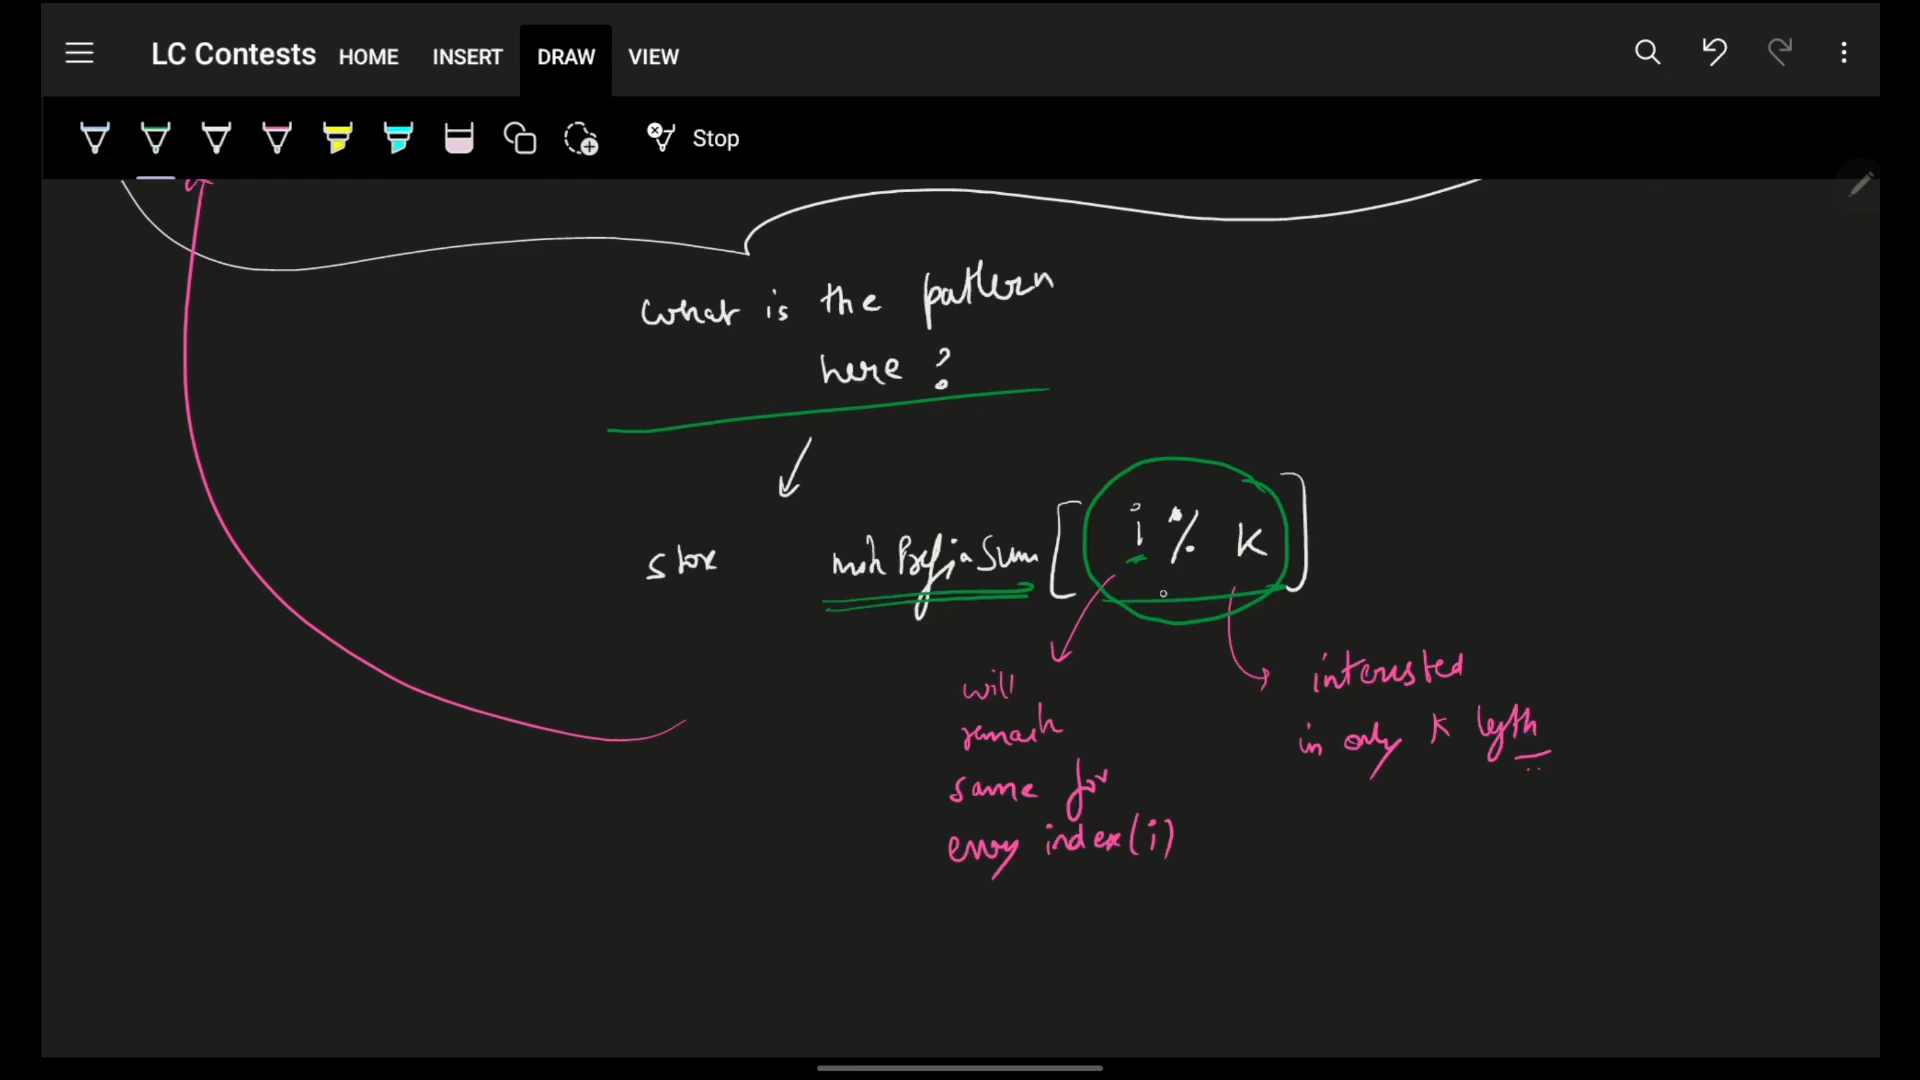 LC Contests HOME INSERT DRAW VIEW
Stop
What is the pattern
here ?
store minPrefixSum [ i % K ]
will
remain
same for
every index(i)
interested
in only K length